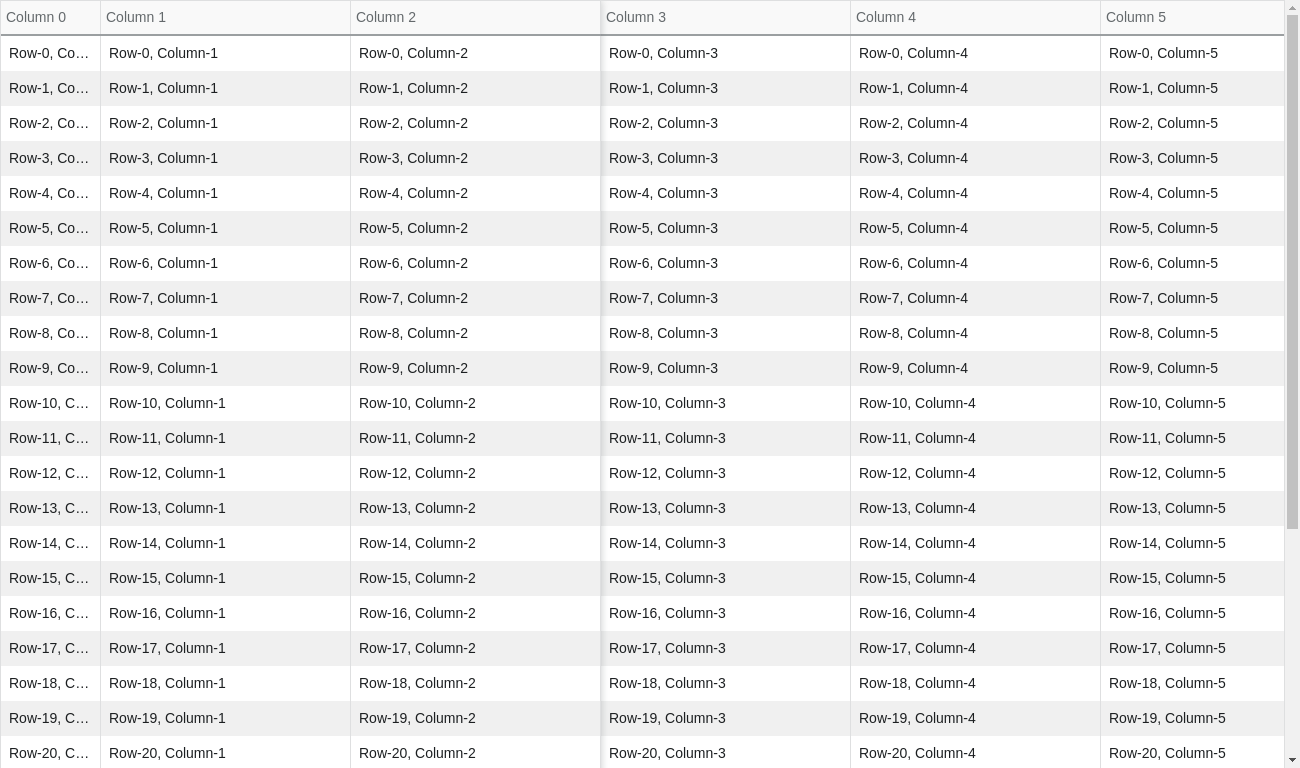 Column 0 Column 1 Column 2 Column 3 Column 4 Column 5
Row-0, Co… Row-0, Column-1 Row-0, Column-2 Row-0, Column-3 Row-0, Column-4 Row-0, Column-5
Row-1, Co… Row-1, Column-1 Row-1, Column-2 Row-1, Column-3 Row-1, Column-4 Row-1, Column-5
Row-2, Co… Row-2, Column-1 Row-2, Column-2 Row-2, Column-3 Row-2, Column-4 Row-2, Column-5
Row-3, Co… Row-3, Column-1 Row-3, Column-2 Row-3, Column-3 Row-3, Column-4 Row-3, Column-5
Row-4, Co… Row-4, Column-1 Row-4, Column-2 Row-4, Column-3 Row-4, Column-4 Row-4, Column-5
Row-5, Co… Row-5, Column-1 Row-5, Column-2 Row-5, Column-3 Row-5, Column-4 Row-5, Column-5
Row-6, Co… Row-6, Column-1 Row-6, Column-2 Row-6, Column-3 Row-6, Column-4 Row-6, Column-5
Row-7, Co… Row-7, Column-1 Row-7, Column-2 Row-7, Column-3 Row-7, Column-4 Row-7, Column-5
Row-8, Co… Row-8, Column-1 Row-8, Column-2 Row-8, Column-3 Row-8, Column-4 Row-8, Column-5
Row-9, Co… Row-9, Column-1 Row-9, Column-2 Row-9, Column-3 Row-9, Column-4 Row-9, Column-5
Row-10, C… Row-10, Column-1 Row-10, Column-2 Row-10, Column-3 Row-10, Column-4 Row-10, Column-5
Row-11, C… Row-11, Column-1 Row-11, Column-2 Row-11, Column-3 Row-11, Column-4 Row-11, Column-5
Row-12, C… Row-12, Column-1 Row-12, Column-2 Row-12, Column-3 Row-12, Column-4 Row-12, Column-5
Row-13, C… Row-13, Column-1 Row-13, Column-2 Row-13, Column-3 Row-13, Column-4 Row-13, Column-5
Row-14, C… Row-14, Column-1 Row-14, Column-2 Row-14, Column-3 Row-14, Column-4 Row-14, Column-5
Row-15, C… Row-15, Column-1 Row-15, Column-2 Row-15, Column-3 Row-15, Column-4 Row-15, Column-5
Row-16, C… Row-16, Column-1 Row-16, Column-2 Row-16, Column-3 Row-16, Column-4 Row-16, Column-5
Row-17, C… Row-17, Column-1 Row-17, Column-2 Row-17, Column-3 Row-17, Column-4 Row-17, Column-5
Row-18, C… Row-18, Column-1 Row-18, Column-2 Row-18, Column-3 Row-18, Column-4 Row-18, Column-5
Row-19, C… Row-19, Column-1 Row-19, Column-2 Row-19, Column-3 Row-19, Column-4 Row-19, Column-5
Row-20, C… Row-20, Column-1 Row-20, Column-2 Row-20, Column-3 Row-20, Column-4 Row-20, Column-5